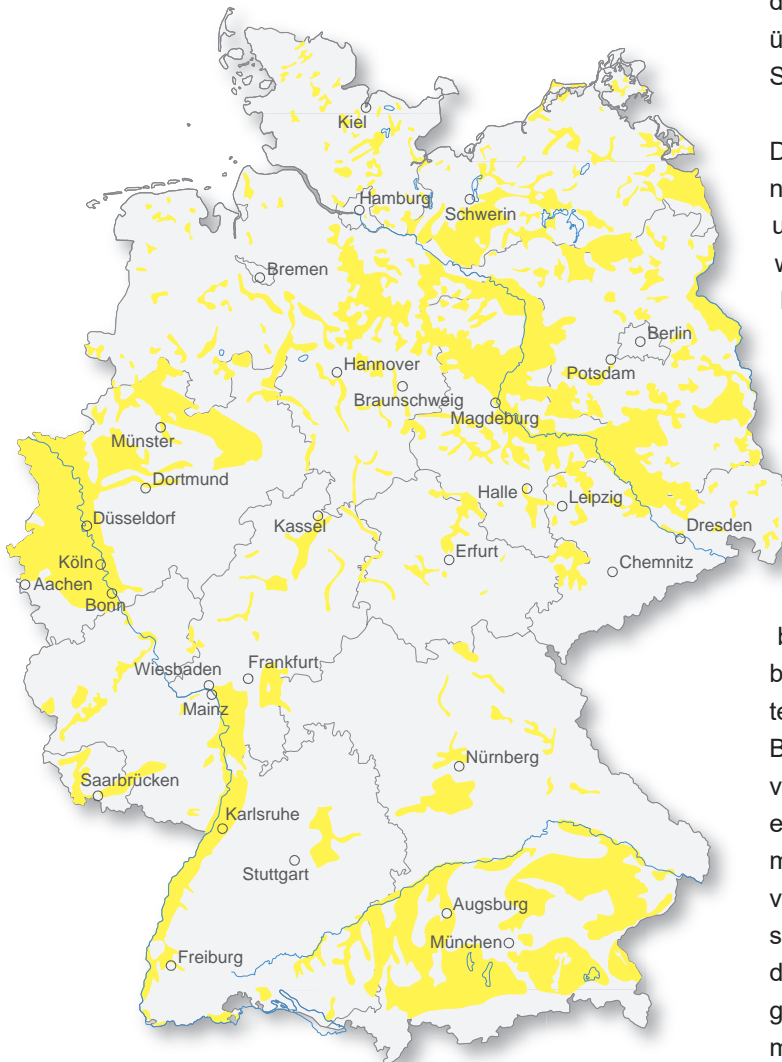 d
ü
S
Kiel
D
n
Hamburg
Schwerin
u
w
Bremen
Berlin
Hannover
Potsdam
Braunschweig
Magdeburg
Münster
Dortmund
Halle
Leipzig
Düsseldorf
Kassel
Dresden
Köln
Erfurt
Chemnitz
Aachen
Bonn
b
Wiesbaden
Frankfurt
b
Mainz
te
B
Nürnberg
Saarbrücken
v
e
Karlsruhe
m
Stuttgart
v
Augsburg
s
München
Freiburg
d
g
m